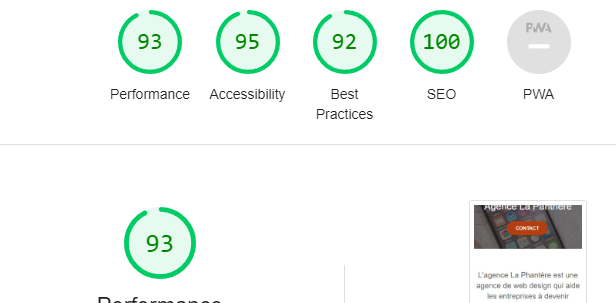 93
95
92
100
PWA
Performance
Accessibility
Best
Practices
SEO
PWA
93
Performance
Agence La Phantère
CONTACT
L'agence La Phantère est une
agence de web design qui aide
les entreprises à devenir